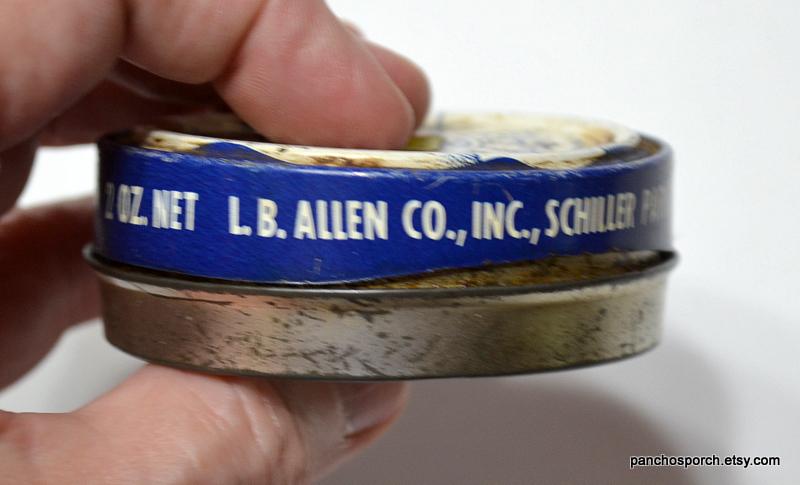 2 OZ. NET L. B. ALLEN CO., INC., SCHILLER
panchosporch.etsy.com